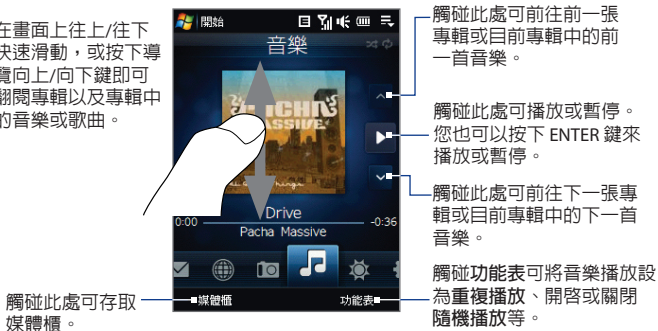 在畫面上往上/往下
快速滑動，或按下導
覽向上/向下鍵即可
翻閱專輯以及專輯中
的音樂或歌曲。
開始
音樂
PACHA
MASSIVE
Drive
0:00
-0:36
Pacha Massive
媒體櫃
功能表
觸碰此處可存取
媒體櫃。
觸碰此處可前往前一張
專輯或目前專輯中的前
一首音樂。
觸碰此處可播放或暫停。
您也可以按下 ENTER 鍵來
播放或暫停。
觸碰此處可前往下一張專
輯或目前專輯中的下一首
音樂。
觸碰功能表可將音樂播放設
為重複播放、開啓或關閉
隨機播放等。